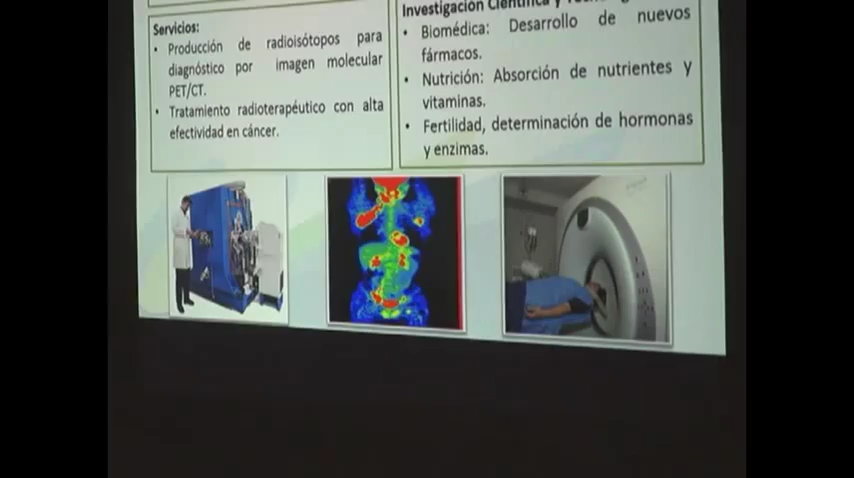 Servicios:
• Producción de radioisótopos para
diagnóstico por imagen molecular
PET/CT.
• Tratamiento radioterapéutico con alta
efectividad en cáncer.
Investigación Científica y
• Biomédica: Desarrollo de nuevos
fármacos.
• Nutrición: Absorción de nutrientes y
vitaminas.
• Fertilidad, determinación de hormonas
y enzimas.